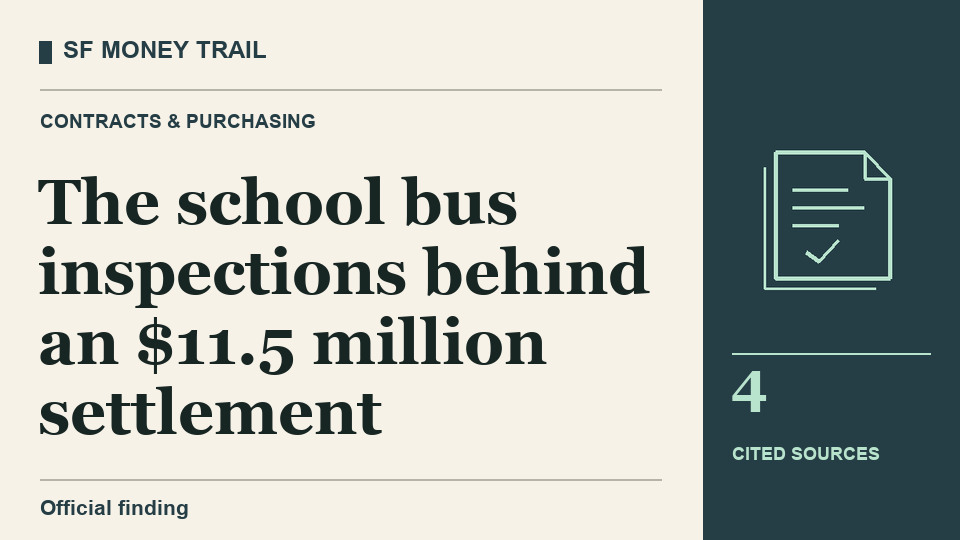 SF MONEY TRAIL
CONTRACTS & PURCHASING
The school bus
inspections behind
an $11.5 million
settlement
Official finding
4
CITED SOURCES